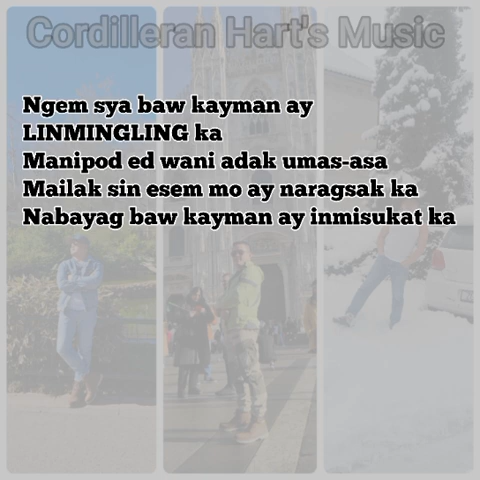 Cordilleran Hart's Music
Ngem sya baw kayman ay
LINMINGLING ka
Manipod ed wani adak umas-asa
Mailak sin esem mo ay naragsak ka
Nabayag baw kayman ay inmisukat ka